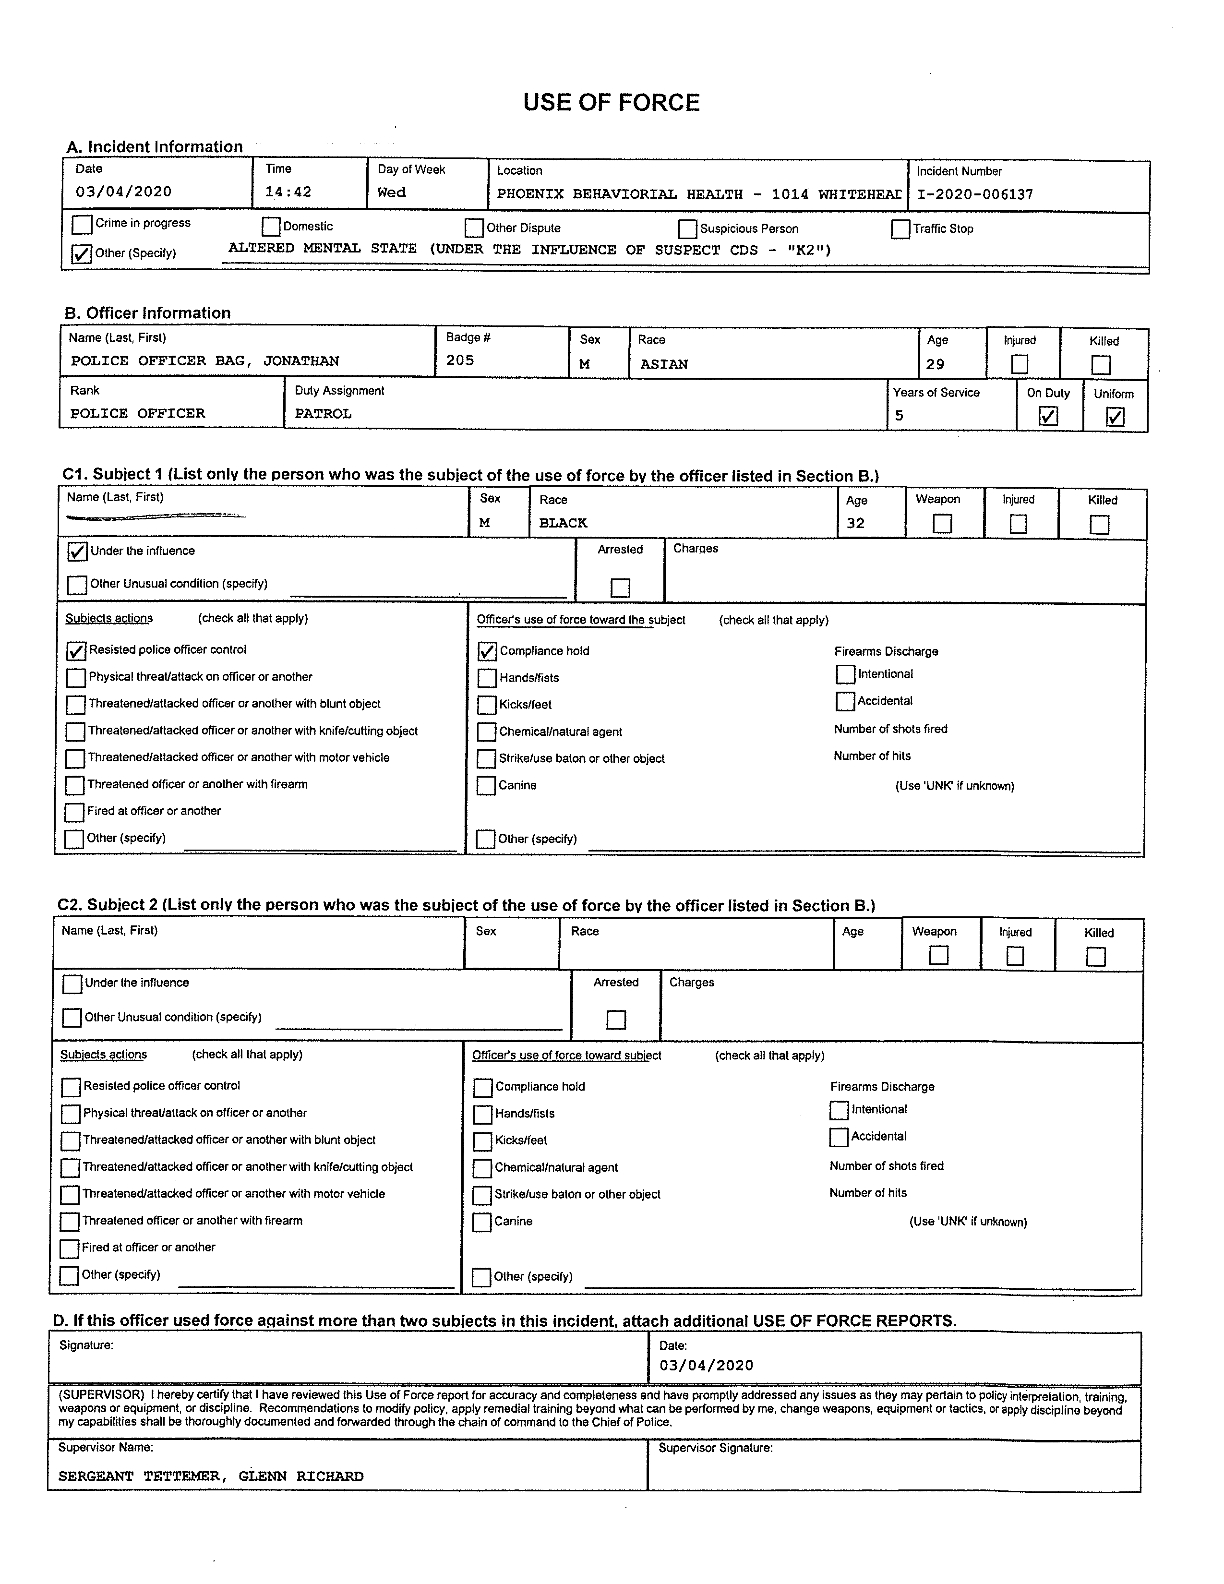 USE OF FORCE
A. Incident Information
Date Time Day of Week Location Incident Number
03/04/2020 14:42 Wed PHOENIX BEHAVIORIAL HEALTH - 1014 WHITEHEAD I-2020-006137
Crime in progress Domestic Other Dispute Suspicious Person Traffic Stop
Other (Specify) ALTERED MENTAL STATE (UNDER THE INFLUENCE OF SUSPECT CDS - "K2")
B. Officer Information
Name (Last, First) Badge # Sex Race Age Injured Killed
POLICE OFFICER BAG, JONATHAN 205 M ASIAN 29
Rank Duty Assignment Years of Service On Duty Uniform
POLICE OFFICER PATROL 5
C1. Subject 1 (List only the person who was the subject of the use of force by the officer listed in Section B.)
Name (Last, First) Sex Race Age Weapon Injured Killed
M BLACK 32
Under the influence Arrested Charges
Other Unusual condition (specify)
Subjects actions (check all that apply) Officer's use of force toward the subject (check all that apply)
Resisted police officer control Compliance hold Firearms Discharge
Physical threat/attack on officer or another Hands/fists Intentional
Threatened/attacked officer or another with blunt object Kicks/feet Accidental
Threatened/attacked officer or another with knife/cutting object Chemical/natural agent Number of shots fired
Threatened/attacked officer or another with motor vehicle Strike/use baton or other object Number of hits
Threatened officer or another with firearm Canine (Use 'UNK' if unknown)
Fired at officer or another
Other (specify) Other (specify)
C2. Subject 2 (List only the person who was the subject of the use of force by the officer listed in Section B.)
Name (Last, First) Sex Race Age Weapon Injured Killed
Under the influence Arrested Charges
Other Unusual condition (specify)
Subjects actions (check all that apply) Officer's use of force toward subject (check all that apply)
Resisted police officer control Compliance hold Firearms Discharge
Physical threat/attack on officer or another Hands/fists Intentional
Threatened/attacked officer or another with blunt object Kicks/feet Accidental
Threatened/attacked officer or another with knife/cutting object Chemical/natural agent Number of shots fired
Threatened/attacked officer or another with motor vehicle Strike/use baton or other object Number of hits
Threatened officer or another with firearm Canine (Use 'UNK' if unknown)
Fired at officer or another
Other (specify) Other (specify)
D. If this officer used force against more than two subjects in this incident, attach additional USE OF FORCE REPORTS.
Signature: Date:
03/04/2020
(SUPERVISOR) I hereby certify that I have reviewed this Use of Force report for accuracy and completeness and have promptly addressed any issues as they may pertain to policy interpretation, training,
weapons or equipment, or discipline. Recommendations to modify policy, apply remedial training beyond what can be performed by me, change weapons, equipment or tactics, or apply discipline beyond
my capabilities shall be thoroughly documented and forwarded through the chain of command to the Chief of Police.
Supervisor Name: Supervisor Signature:
SERGEANT TETTEMER, GLENN RICHARD